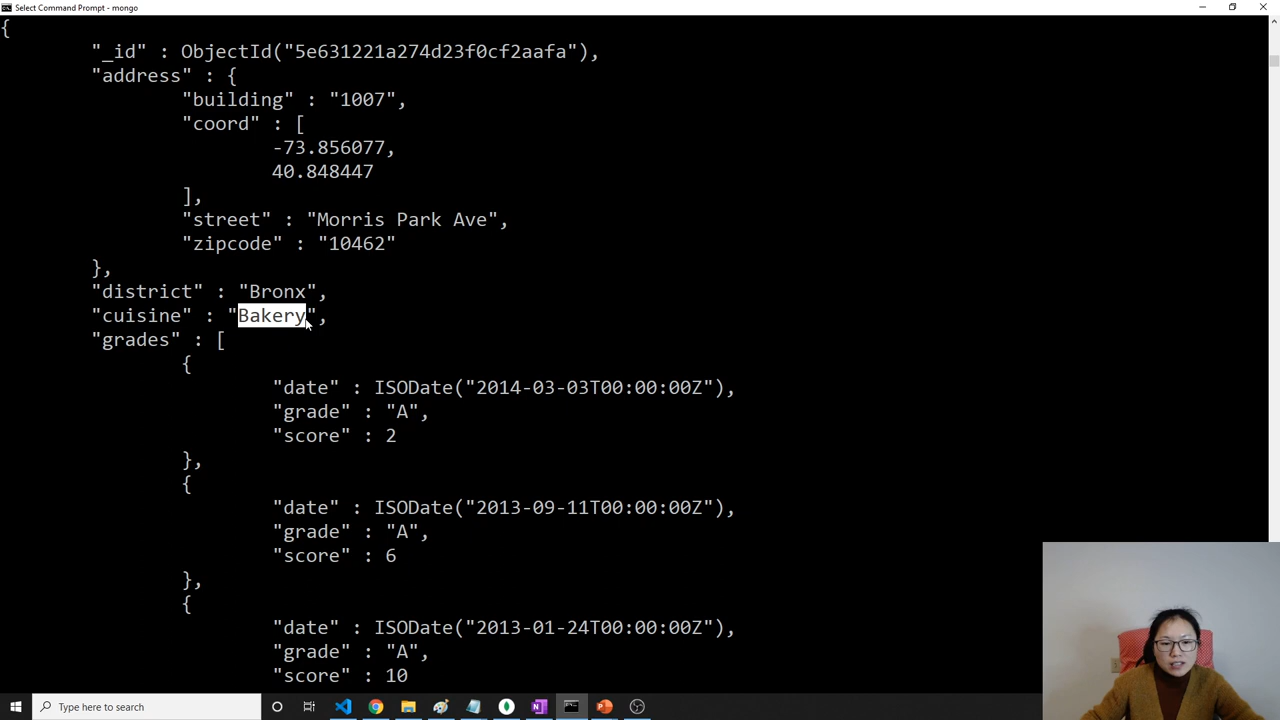 Select Command Prompt - mongo
{
"_id" : ObjectId("5e631221a274d23f0cf2aafa"),
"address" : {
"building" : "1007",
"coord" : [
-73.856077,
40.848447
],
"street" : "Morris Park Ave",
"zipcode" : "10462"
},
"district" : "Bronx",
"cuisine" : "Bakery",
"grades" : [
{
"date" : ISODate("2014-03-03T00:00:00Z"),
"grade" : "A",
"score" : 2
},
{
"date" : ISODate("2013-09-11T00:00:00Z"),
"grade" : "A",
"score" : 6
},
{
"date" : ISODate("2013-01-24T00:00:00Z"),
"grade" : "A",
"score" : 10
Type here to search